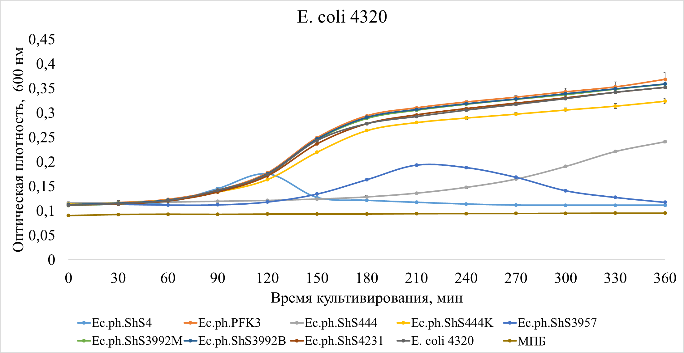 E. coli 4320
Оптическая плотность, 600 нм
0,45
0,4
0,35
0,3
0,25
0,2
0,15
0,1
0,05
0
0 30 60 90 120 150 180 210 240 270 300 330 360
Время культивирования, мин
Ec.ph.ShS4 Ec.ph.PFK3 Ec.ph.ShS444 Ec.ph.ShS444K Ec.ph.ShS3957
Ec.ph.ShS3992M Ec.ph.ShS3992B Ec.ph.ShS4231 E. coli 4320 МПБ